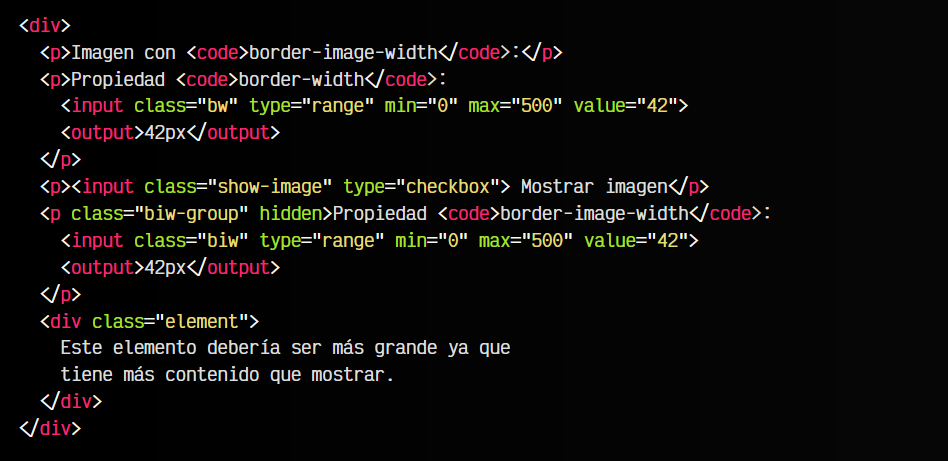 <div>
<p>Imagen con <code>border-image-width</code>:</p>
<p>Propiedad <code>border-width</code>:
<input class="bw" type="range" min="0" max="500" value="42">
<output>42px</output>
</p>
<p><input class="show-image" type="checkbox"> Mostrar imagen</p>
<p class="biw-group" hidden>Propiedad <code>border-image-width</code>:
<input class="biw" type="range" min="0" max="500" value="42">
<output>42px</output>
</p>
<div class="element">
Este elemento debería ser más grande ya que
tiene más contenido que mostrar.
</div>
</div>